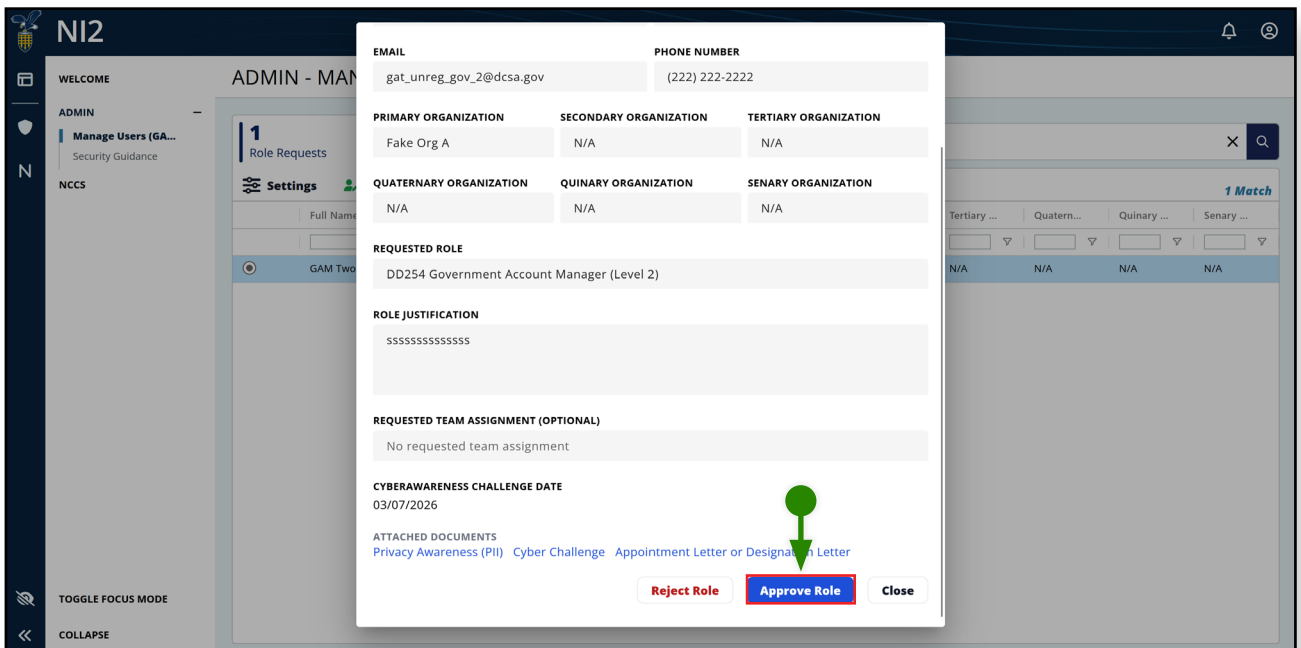 NI2
WELCOME
ADMIN - MAN
ADMIN
Manage Users (GA...
Security Guidance
NCCS
1
Role Requests
Settings
1 Match
Full Name
Tertiary ...
Quatern...
Quinary ...
Senary ...
GAM Two
N/A
N/A
N/A
N/A
EMAIL
PHONE NUMBER
gat_unreg_gov_2@dcsa.gov
(222) 222-2222
PRIMARY ORGANIZATION
SECONDARY ORGANIZATION
TERTIARY ORGANIZATION
Fake Org A
N/A
N/A
QUATERNARY ORGANIZATION
QUINARY ORGANIZATION
SENARY ORGANIZATION
N/A
N/A
N/A
REQUESTED ROLE
DD254 Government Account Manager (Level 2)
ROLE JUSTIFICATION
ssssssssssssss
REQUESTED TEAM ASSIGNMENT (OPTIONAL)
No requested team assignment
CYBERAWARENESS CHALLENGE DATE
03/07/2026
ATTACHED DOCUMENTS
Privacy Awareness (PII)
Cyber Challenge
Appointment Letter or Designation Letter
Reject Role
Approve Role
Close
TOGGLE FOCUS MODE
COLLAPSE